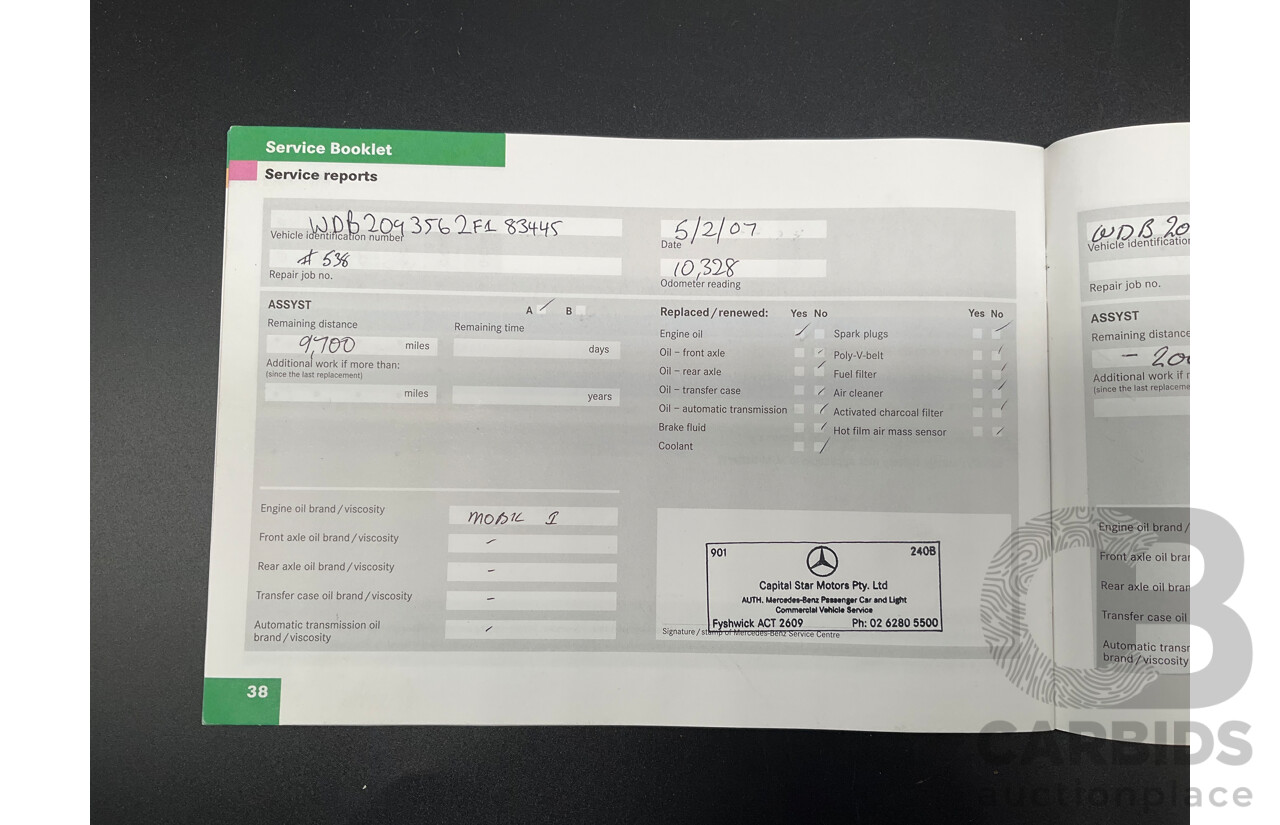 Service Booklet
Service reports
WDB2093562F183445
Vehicle identification number
5/2/07
Date
# 538
Repair job no.
10,328
Odometer reading
ASSYST
A B
Remaining distance
Remaining time
9,700 miles
days
Additional work if more than:
(since the last replacement)
miles
years
Replaced/renewed: Yes No
Yes No
Engine oil
Spark plugs
Oil – front axle
Poly-V-belt
Oil – rear axle
Fuel filter
Oil – transfer case
Air cleaner
Oil – automatic transmission
Activated charcoal filter
Brake fluid
Hot film air mass sensor
Coolant
Engine oil brand/viscosity
MOBIL 1
Front axle oil brand/viscosity
–
Rear axle oil brand/viscosity
–
Transfer case oil brand/viscosity
–
Automatic transmission oil
brand/viscosity
–
901 240B
Capital Star Motors Pty. Ltd
AUTH. Mercedes-Benz Passenger Car and Light
Commercial Vehicle Service
Fyshwick ACT 2609 Ph: 02 6280 5500
Signature/stamp of Mercedes-Benz Service Centre
38
WDB 20
Vehicle identificatio
Repair job no.
ASSYST
Remaining distance
– 20
Additional work if
(since the last replaceme
Engine oil brand/
Front axle oil bra
Rear axle oil bran
Transfer case oil
Automatic transm
brand/viscosity
CB
CARBIDS
auctionplace